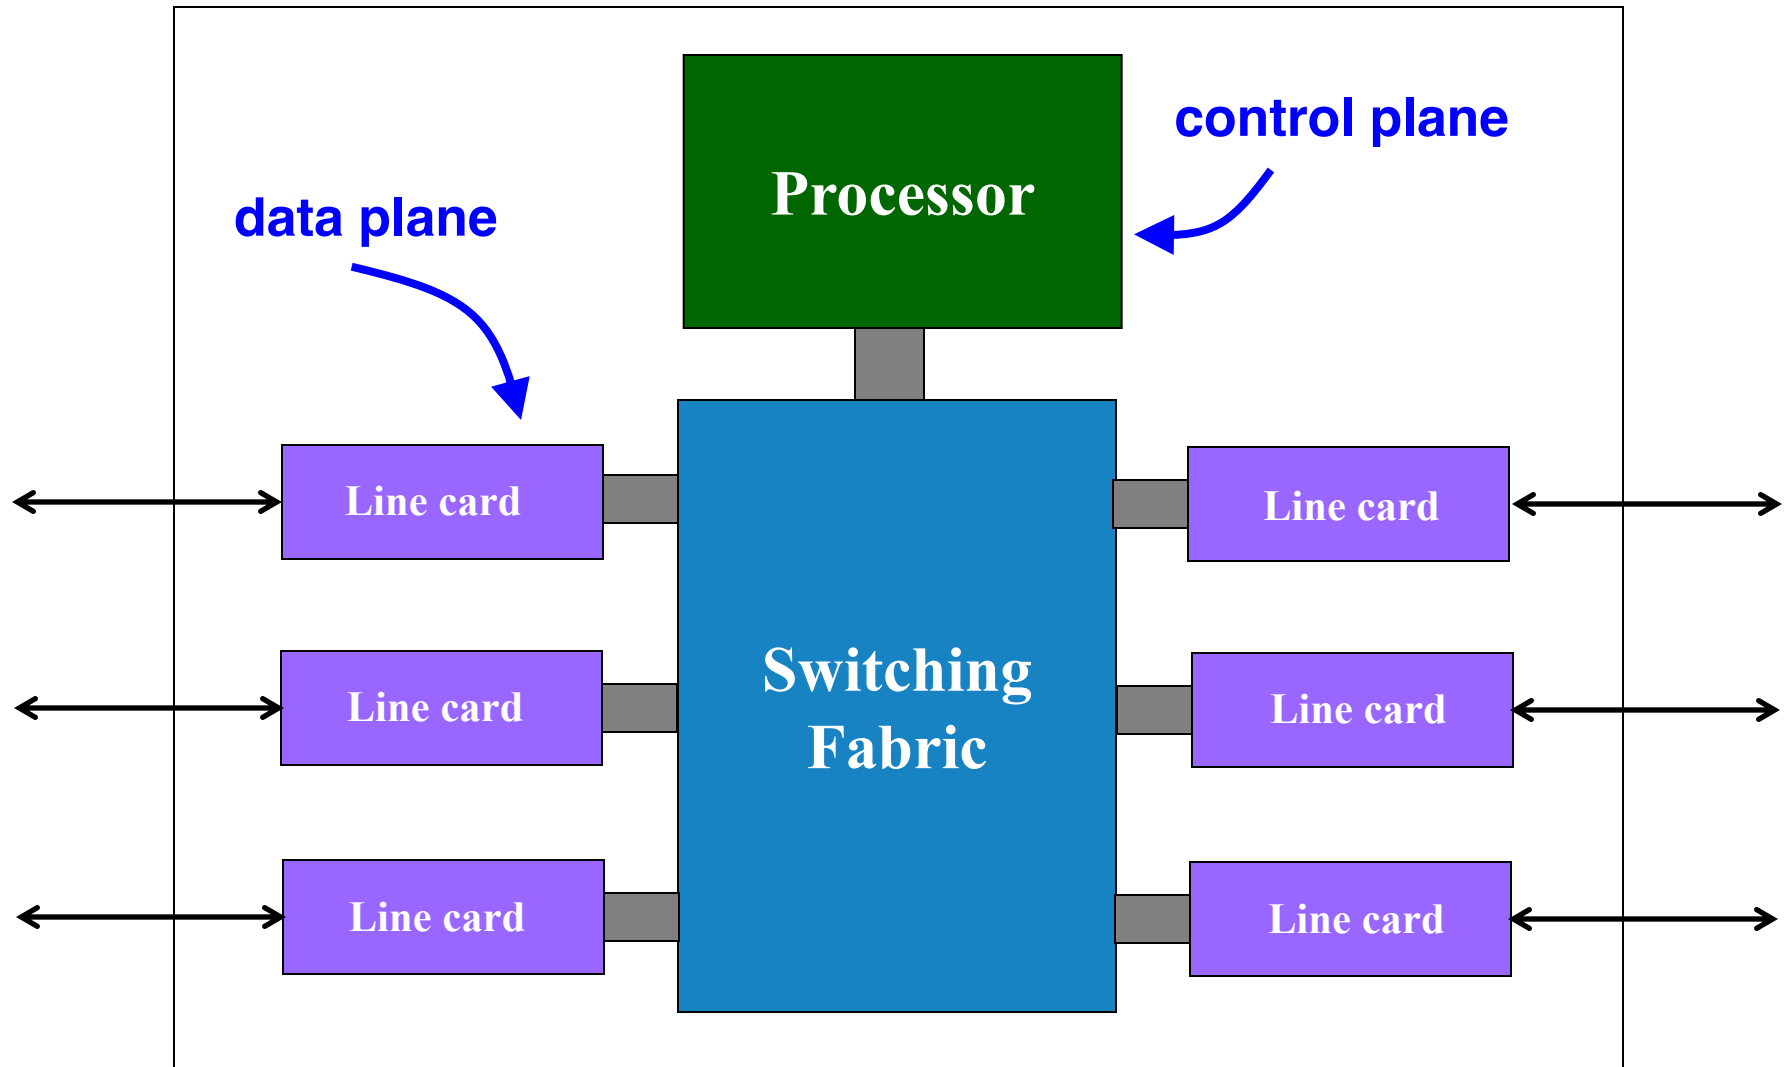 control plane
Processor
data plane
Line card
Line card
Line card
Line card
Switching
Fabric
Line card
Line card